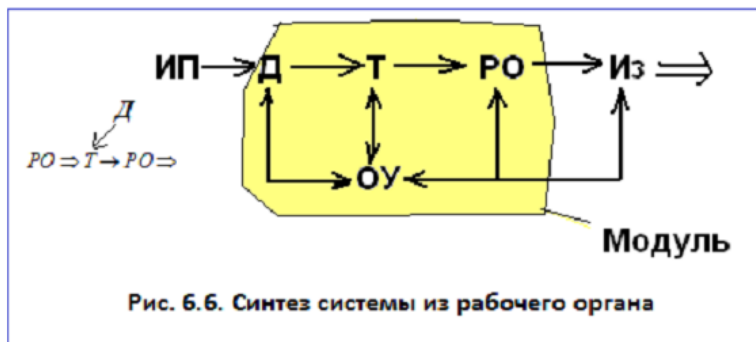 ИП → Д → Т → РО → Из ⇒
Д
РО ⇒ Т → РО ⇒
ОУ
Модуль
Рис. 6.6. Синтез системы из рабочего органа